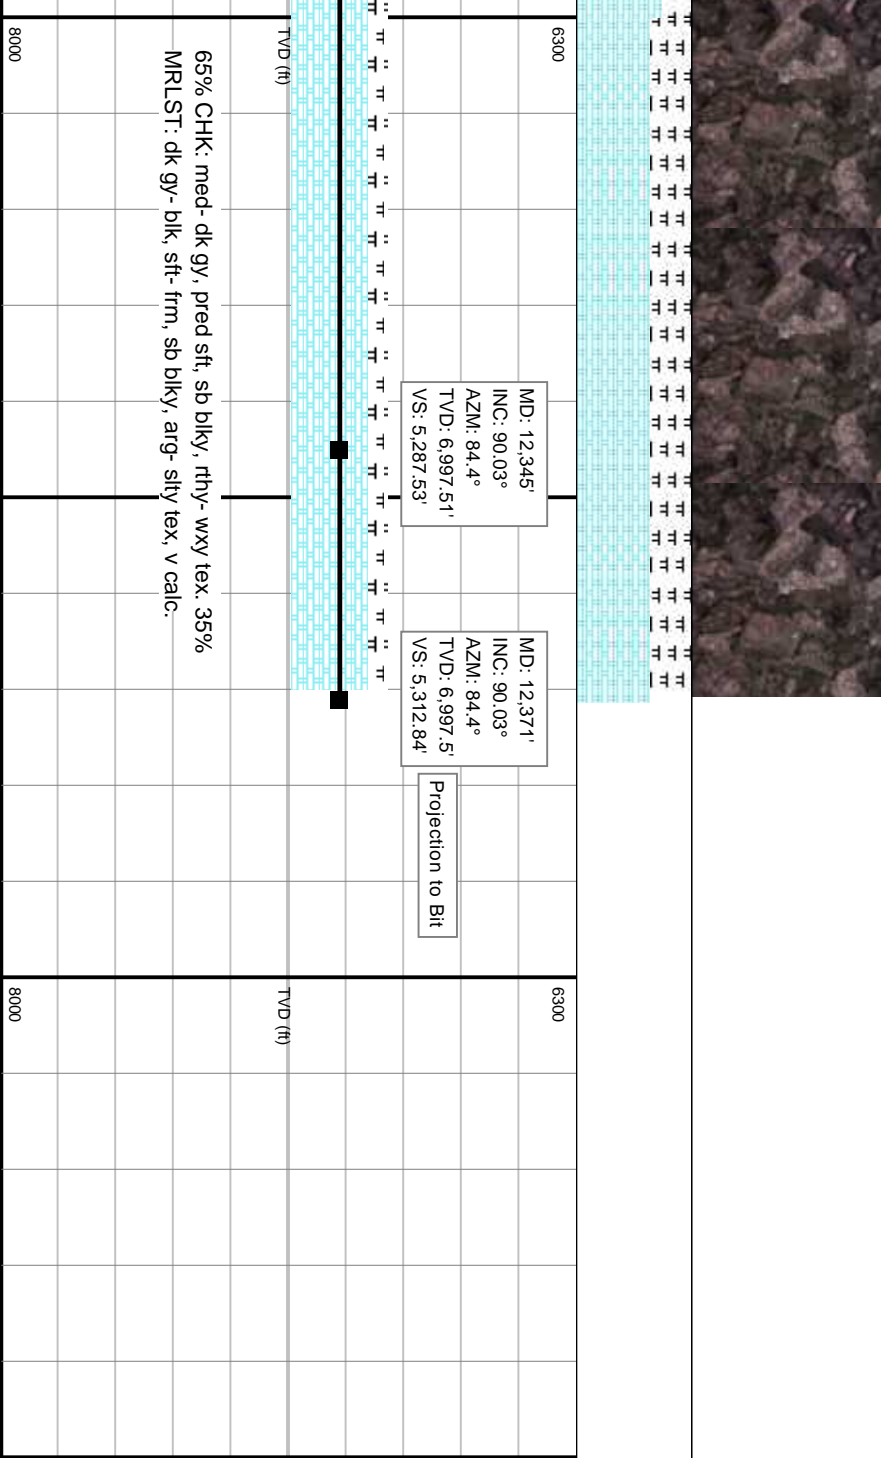 6300
TVD (ft)
8000
MD: 12,345'
INC: 90.03°
AZM: 84.4°
TVD: 6,997.51'
VS: 5,287.53'
MD: 12,371'
INC: 90.03°
AZM: 84.4°
TVD: 6,997.5'
VS: 5,312.84'
Projection to Bit
65% CHK: med- dk gy, pred sft, sb blky, rthy- wxy tex. 35%
MRLST: dk gy- blk, sft- frm, sb blky, arg- slty tex, v calc.
6300
TVD (ft)
8000